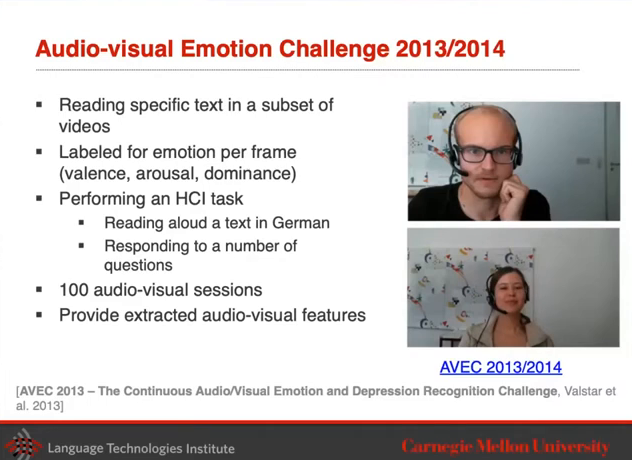 Audio-visual Emotion Challenge 2013/2014
▪ Reading specific text in a subset of
videos
▪ Labeled for emotion per frame
(valence, arousal, dominance)
▪ Performing an HCI task
▪ Reading aloud a text in German
▪ Responding to a number of
questions
▪ 100 audio-visual sessions
▪ Provide extracted audio-visual features
AVEC 2013/2014
[AVEC 2013 – The Continuous Audio/Visual Emotion and Depression Recognition Challenge, Valstar et
al. 2013]
Language Technologies Institute
Carnegie Mellon University